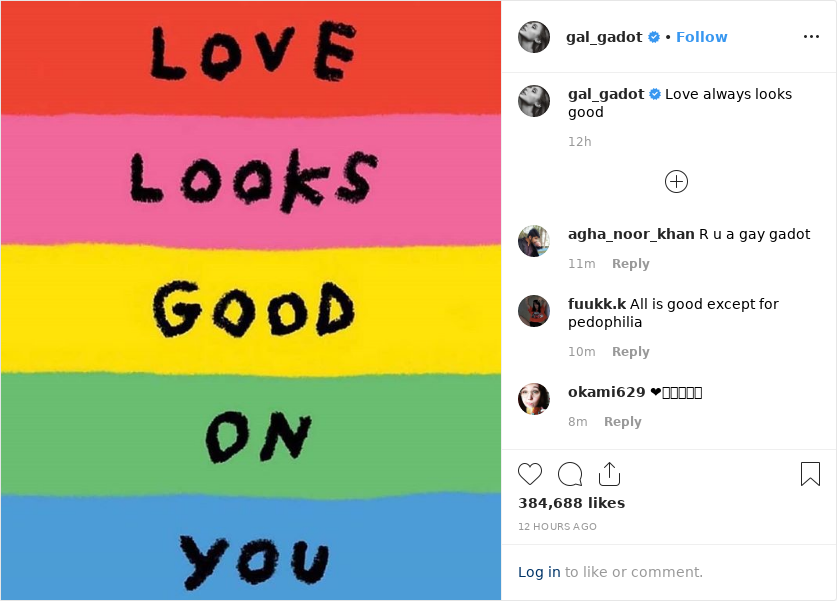 LOVE
LOOKS
GOOD
ON
YOU
gal_gadot • Follow
gal_gadot Love always looks
good
12h
agha_noor_khan R u a gay gadot
11m Reply
fuukk.k All is good except for
pedophilia
10m Reply
okami629 ❤
8m Reply
384,688 likes
12 HOURS AGO
Log in to like or comment.